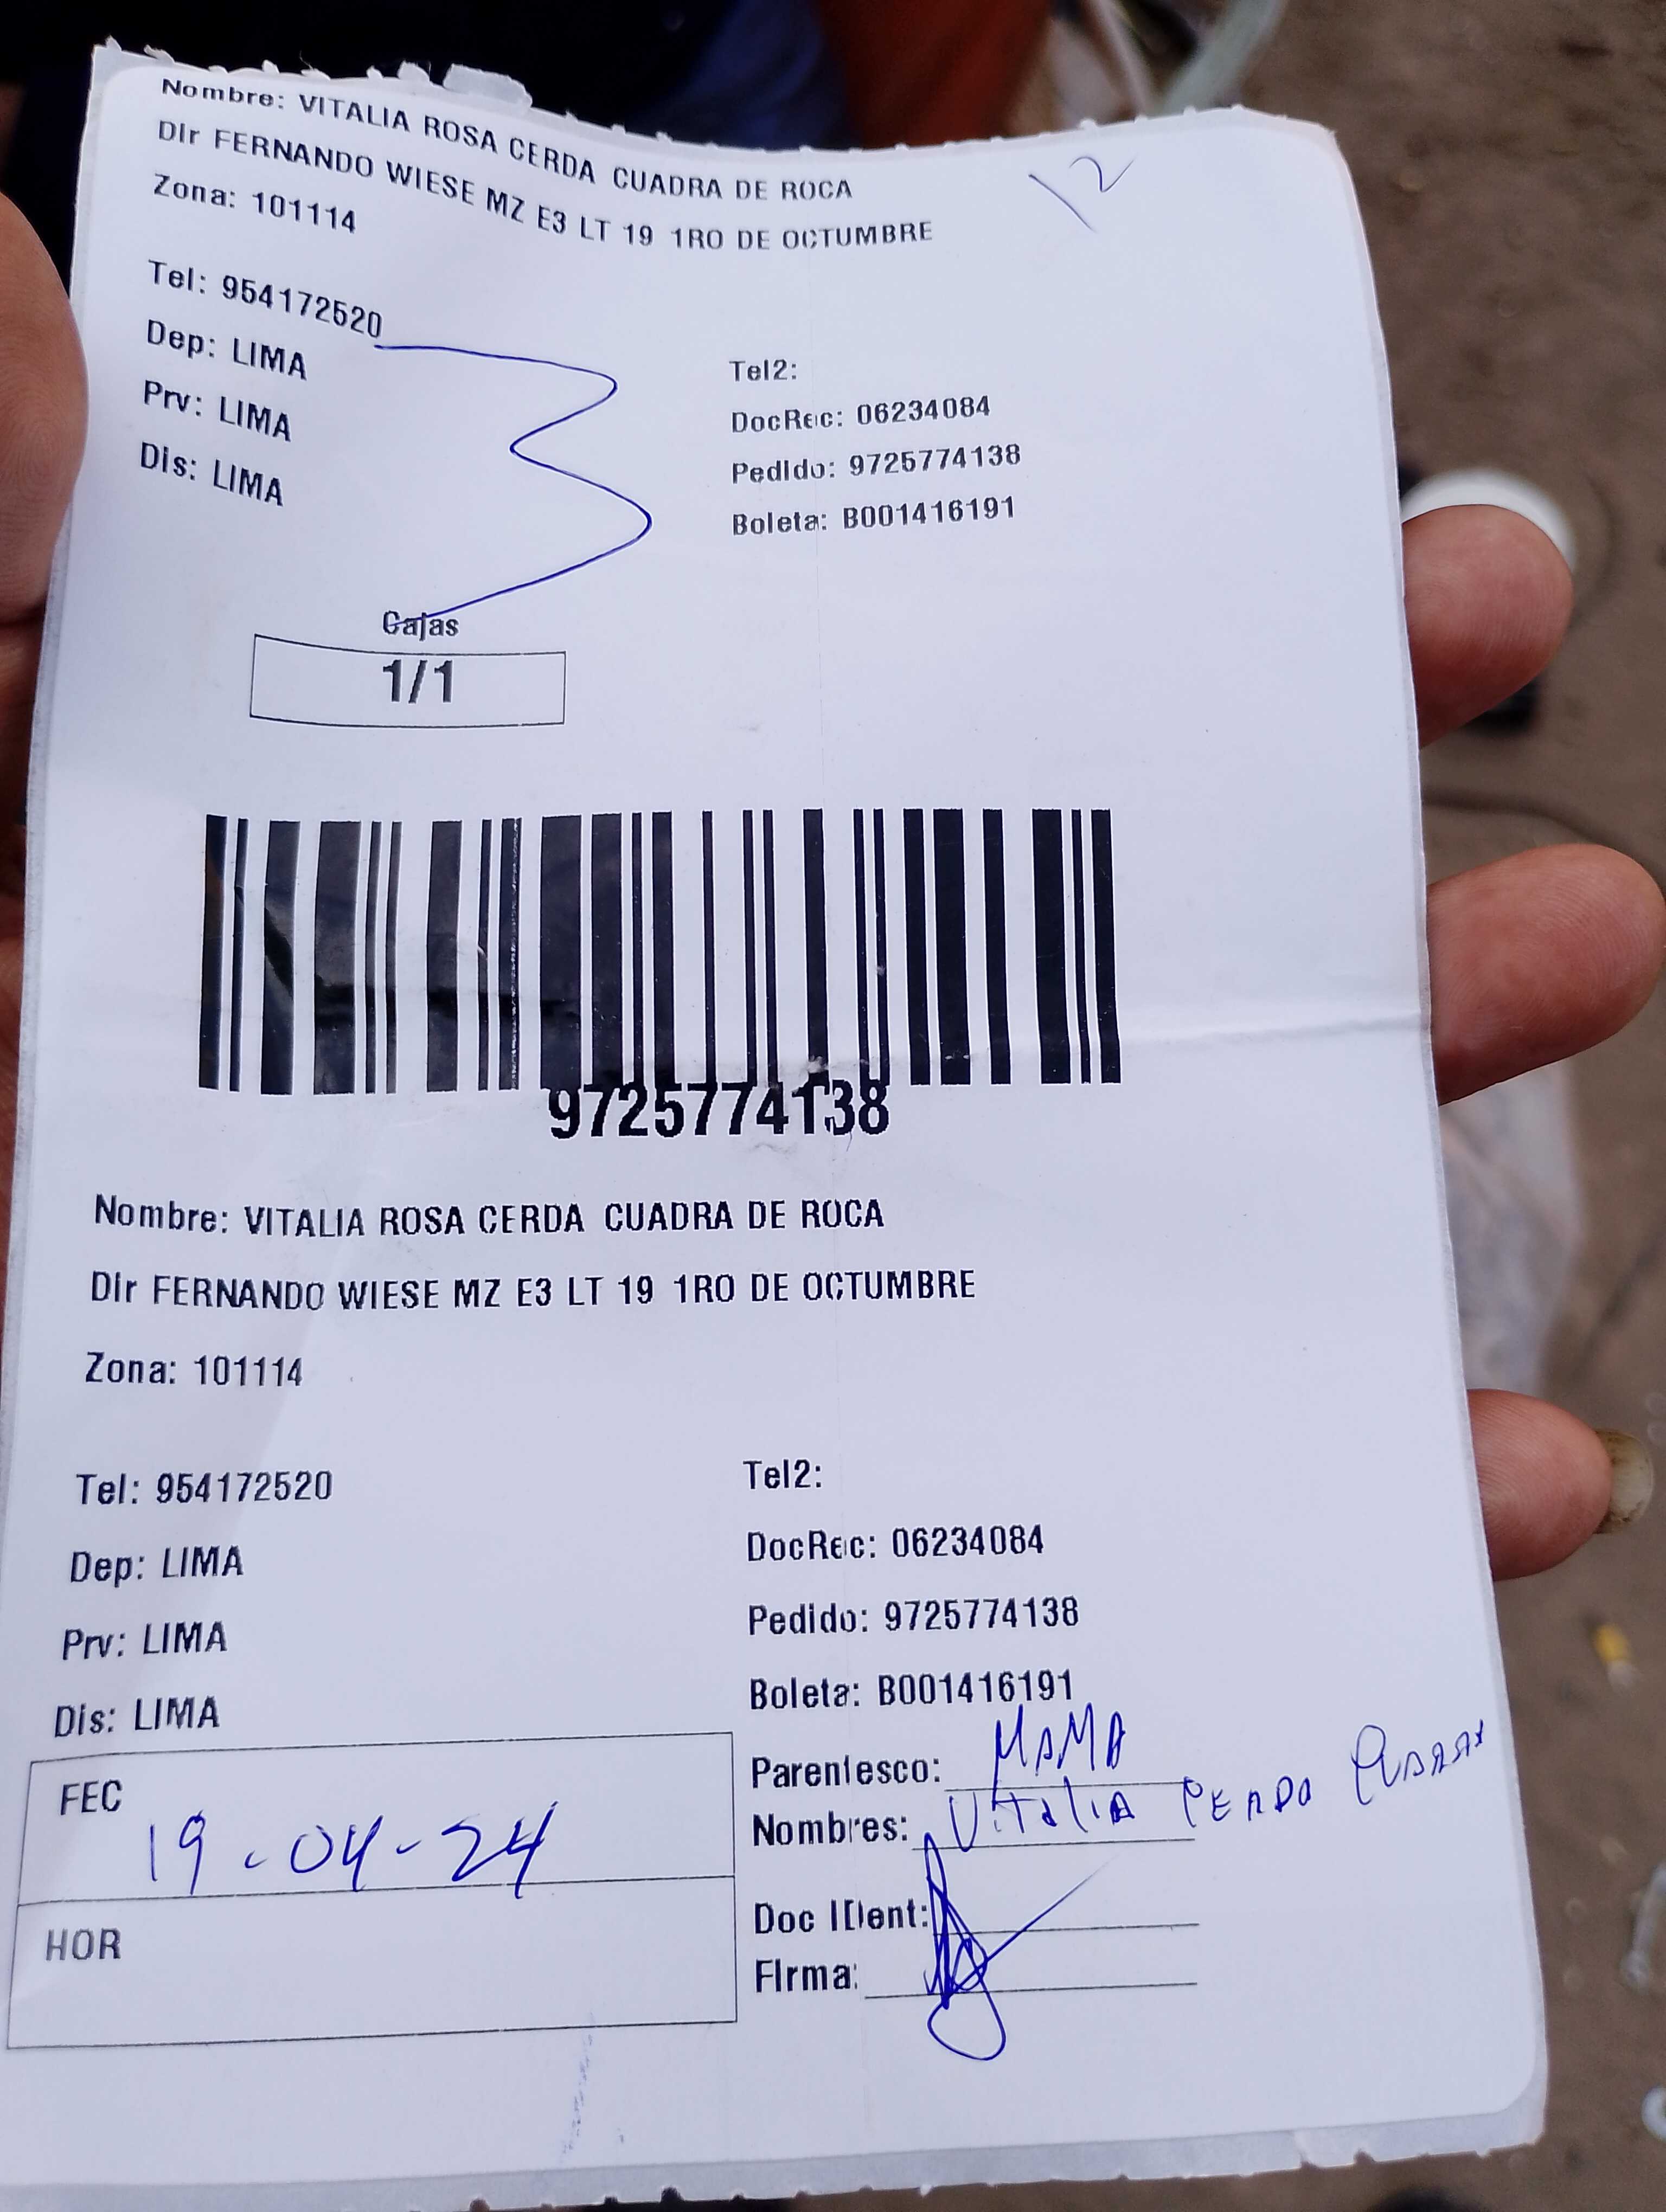 Nombre: VITALIA ROSA CERDA CUADRA DE ROCA
Dir FERNANDO WIESE MZ E3 LT 19 1RO DE OCTUMBRE
Zona: 101114
12
Tel: 954172520
Dep: LIMA
Prv: LIMA
Dis: LIMA
Tel2:
DocRec: 06234084
Pedido: 9725774138
Boleta: B001416191
Cajas
1/1
9725774138
Nombre: VITALIA ROSA CERDA CUADRA DE ROCA
Dir FERNANDO WIESE MZ E3 LT 19 1RO DE OCTUMBRE
Zona: 101114
Tel: 954172520
Dep: LIMA
Prv: LIMA
Dis: LIMA
Tel2:
DocRec: 06234084
Pedido: 9725774138
Boleta: B001416191
FEC
19-04-24
HOR
Parentesco: MAMA
Nombres: Vitalia CERDA
Doc Ident:
Firma: